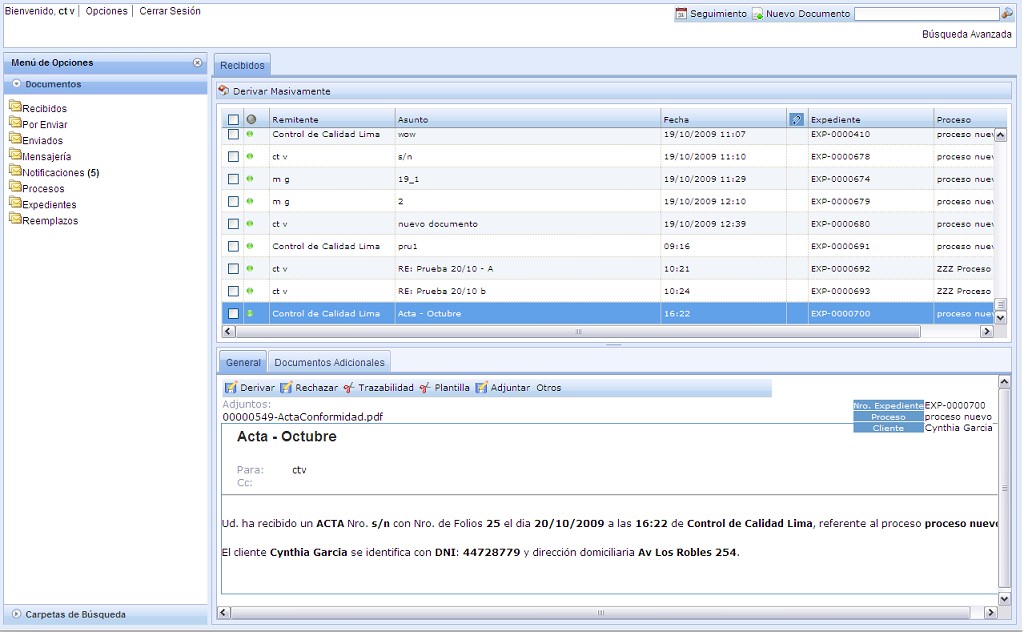 Bienvenido, ct v | Opciones | Cerrar Sesión
Seguimiento Nuevo Documento
Búsqueda Avanzada
Menú de Opciones
Documentos
Recibidos
Por Enviar
Enviados
Mensajería
Notificaciones (5)
Procesos
Expedientes
Reemplazos
Carpetas de Búsqueda
Recibidos
Derivar Masivamente
Remitente Asunto Fecha Expediente Proceso
Control de Calidad Lima wow 19/10/2009 11:07 EXP-0000410 proceso nuev
ct v s/n 19/10/2009 11:10 EXP-0000678 proceso nuev
m g 19_1 19/10/2009 11:29 EXP-0000674 proceso nuev
m g 2 19/10/2009 12:10 EXP-0000679 proceso nuev
ct v nuevo documento 19/10/2009 12:39 EXP-0000680 proceso nuev
Control de Calidad Lima pru1 09:16 EXP-0000691 proceso nuev
ct v RE: Prueba 20/10 - A 10:21 EXP-0000692 ZZZ Proceso
ct v RE: Prueba 20/10 b 10:24 EXP-0000693 ZZZ Proceso
Control de Calidad Lima Acta - Octubre 16:22 EXP-0000700 proceso nuev
General Documentos Adicionales
Derivar Rechazar Trazabilidad Plantilla Adjuntar Otros
Adjuntos:
00000549-ActaConformidad.pdf
Nro. Expediente EXP-0000700
Proceso proceso nuevo
Cliente Cynthia Garcia
Acta - Octubre
Para: ctv
Cc:
Ud. ha recibido un ACTA Nro. s/n con Nro. de Folios 25 el dia 20/10/2009 a las 16:22 de Control de Calidad Lima, referente al proceso proceso nuevo
El cliente Cynthia Garcia se identifica con DNI: 44728779 y dirección domiciliaria Av Los Robles 254.